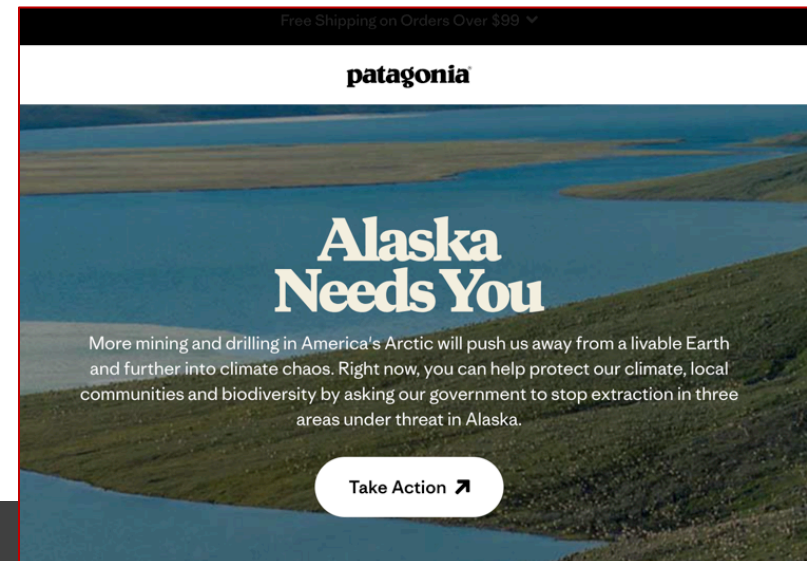 Free Shipping on Orders Over $99
patagonia®
Alaska
Needs You
More mining and drilling in America's Arctic will push us away from a livable Earth
and further into climate chaos. Right now, you can help protect our climate, local
communities and biodiversity by asking our government to stop extraction in three
areas under threat in Alaska.
Take Action